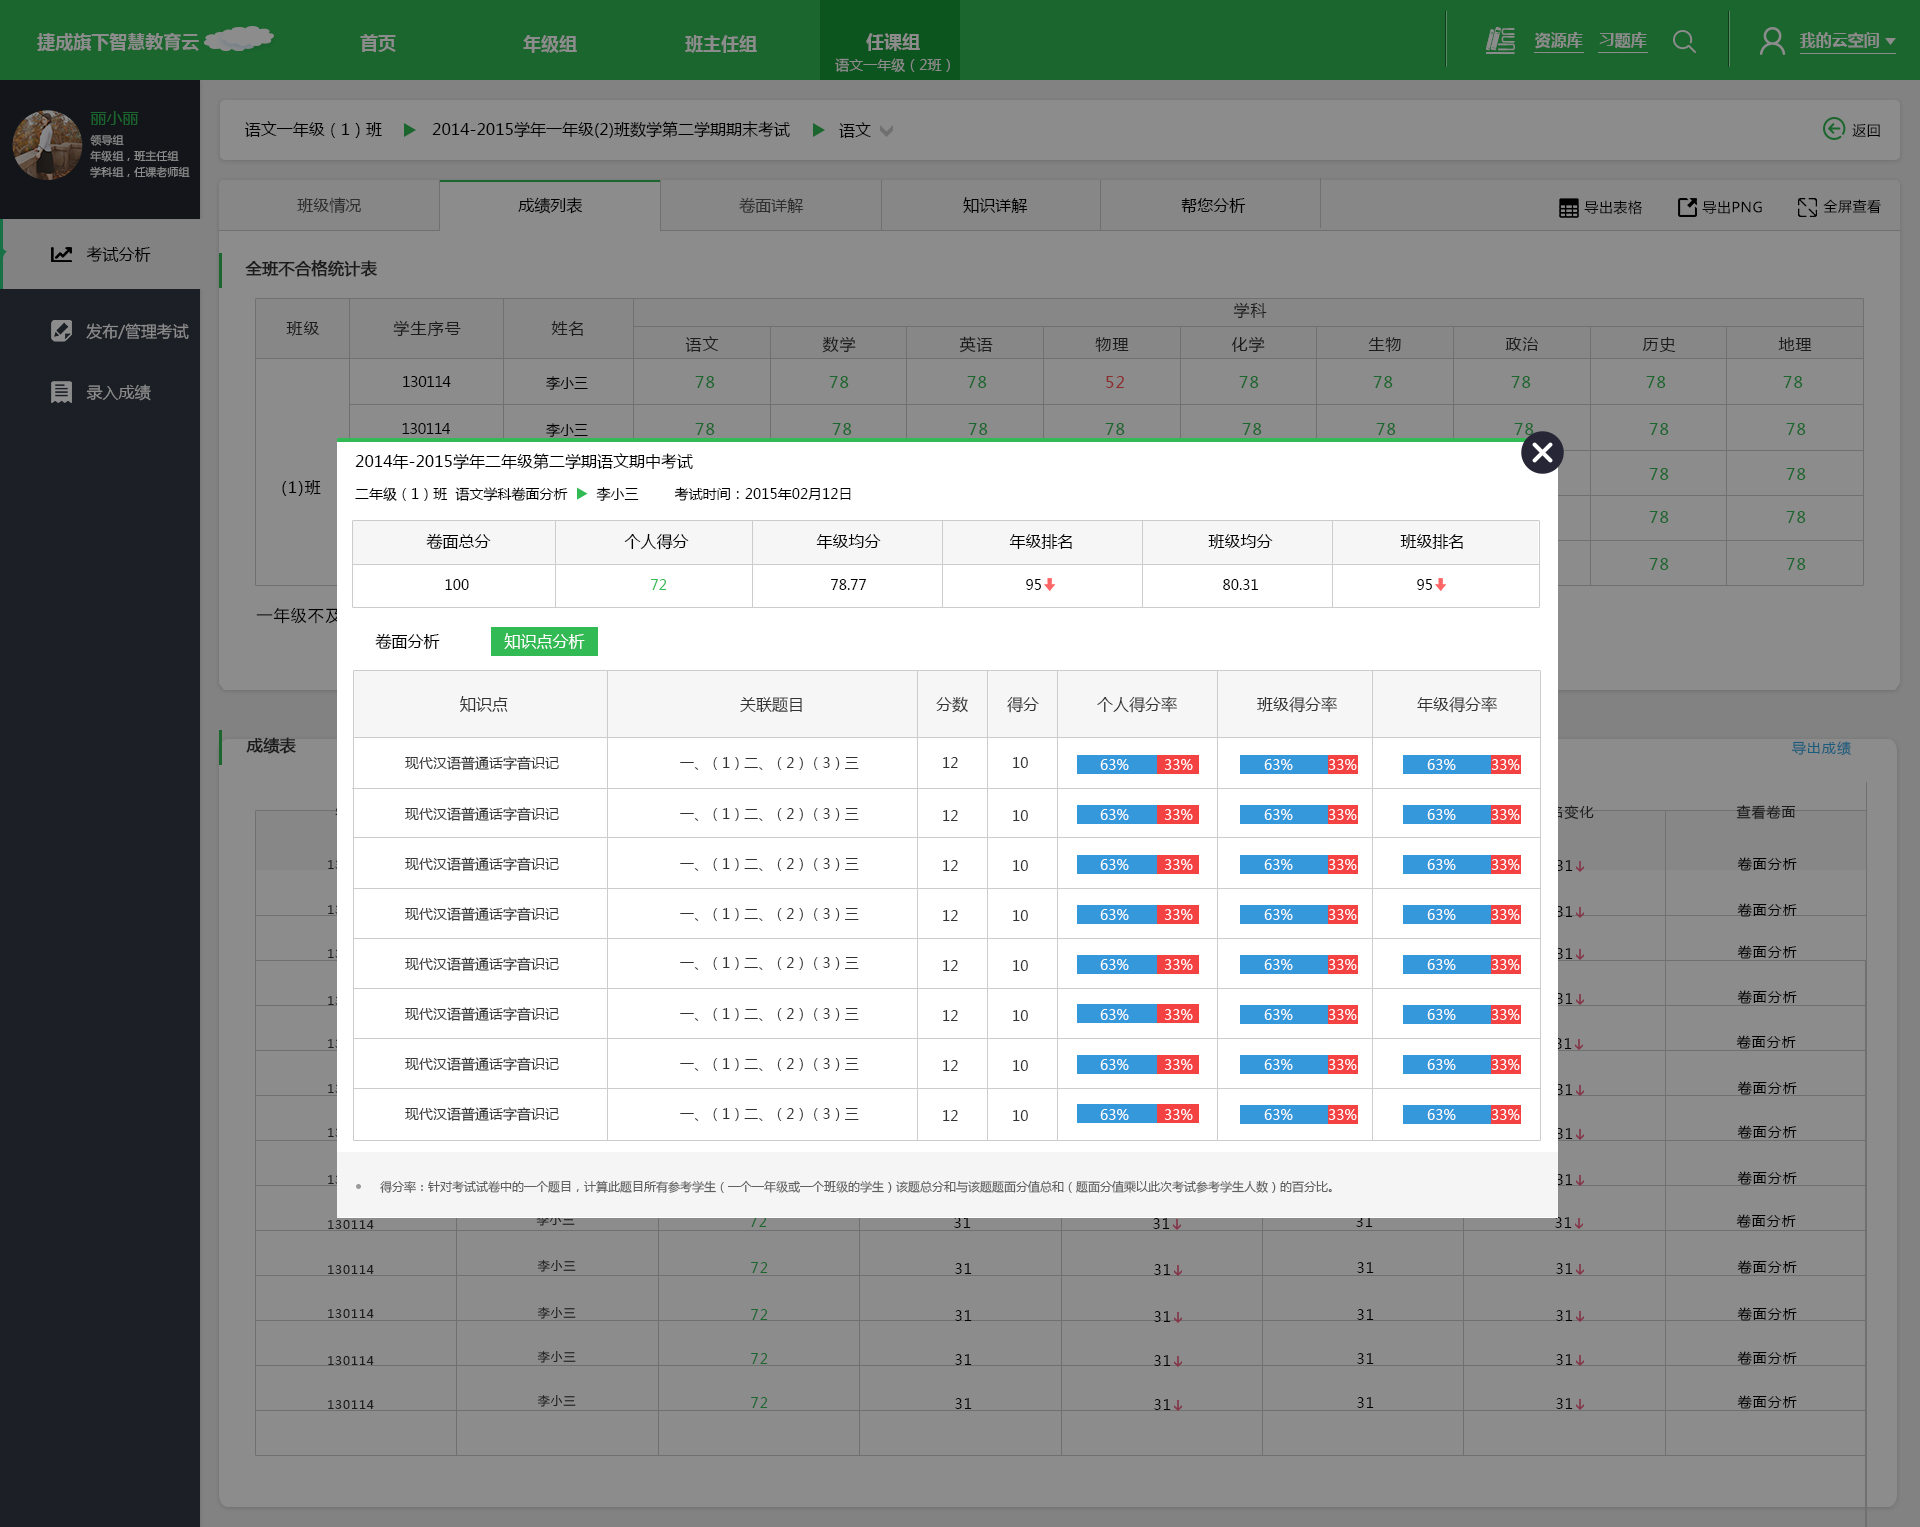 捷成旗下智慧教育云 首页 年级组 班主任组 任课组 资源库 习题库 我的云空间
语文一年级（2班）
丽小丽
领导组
年级组，班主任组
学科组，任课老师组
考试分析
发布/管理考试
录入成绩
语文一年级（1）班 2014-2015学年一年级(2)班数学第二学期期末考试 语文 返回
班级情况 成绩列表 卷面详解 知识详解 帮您分析 导出表格 导出PNG 全屏查看
全班不合格统计表
班级 学生序号 姓名 学科
语文 数学 英语 物理 化学 生物 政治 历史 地理
130114 李小三 78 78 78 52 78 78 78 78 78
130114 李小三 78 78 78 78 78 78 78 78 78
78 78
(1)班
78 78
78 78
一年级不及
2014年-2015学年二年级第二学期语文期中考试
二年级（1）班 语文学科卷面分析 李小三 考试时间：2015年02月12日
卷面总分 个人得分 年级均分 年级排名 班级均分 班级排名
100 72 78.77 95 80.31 95
卷面分析 知识点分析
知识点 关联题目 分数 得分 个人得分率 班级得分率 年级得分率
现代汉语普通话字音识记 一、（1）二、（2）（3）三 12 10 63% 33% 63% 33% 63% 33%
现代汉语普通话字音识记 一、（1）二、（2）（3）三 12 10 63% 33% 63% 33% 63% 33%
现代汉语普通话字音识记 一、（1）二、（2）（3）三 12 10 63% 33% 63% 33% 63% 33%
现代汉语普通话字音识记 一、（1）二、（2）（3）三 12 10 63% 33% 63% 33% 63% 33%
现代汉语普通话字音识记 一、（1）二、（2）（3）三 12 10 63% 33% 63% 33% 63% 33%
现代汉语普通话字音识记 一、（1）二、（2）（3）三 12 10 63% 33% 63% 33% 63% 33%
现代汉语普通话字音识记 一、（1）二、（2）（3）三 12 10 63% 33% 63% 33% 63% 33%
现代汉语普通话字音识记 一、（1）二、（2）（3）三 12 10 63% 33% 63% 33% 63% 33%
得分率：针对考试试卷中的一个题目，计算此题目所有参考学生（一个一年级或一个班级的学生）该题总分和与该题题面分值总和（题面分值乘以此次考试参考学生人数）的百分比。
成绩表 导出成绩
变化 查看卷面
13 31 卷面分析
13 31 卷面分析
13 31 卷面分析
13 31 卷面分析
13 31 卷面分析
13 31 卷面分析
13 31 卷面分析
13 31 卷面分析
130114 李小三 72 31 31 31 31 卷面分析
130114 李小三 72 31 31 31 31 卷面分析
130114 李小三 72 31 31 31 31 卷面分析
130114 李小三 72 31 31 31 31 卷面分析
130114 李小三 72 31 31 31 31 卷面分析